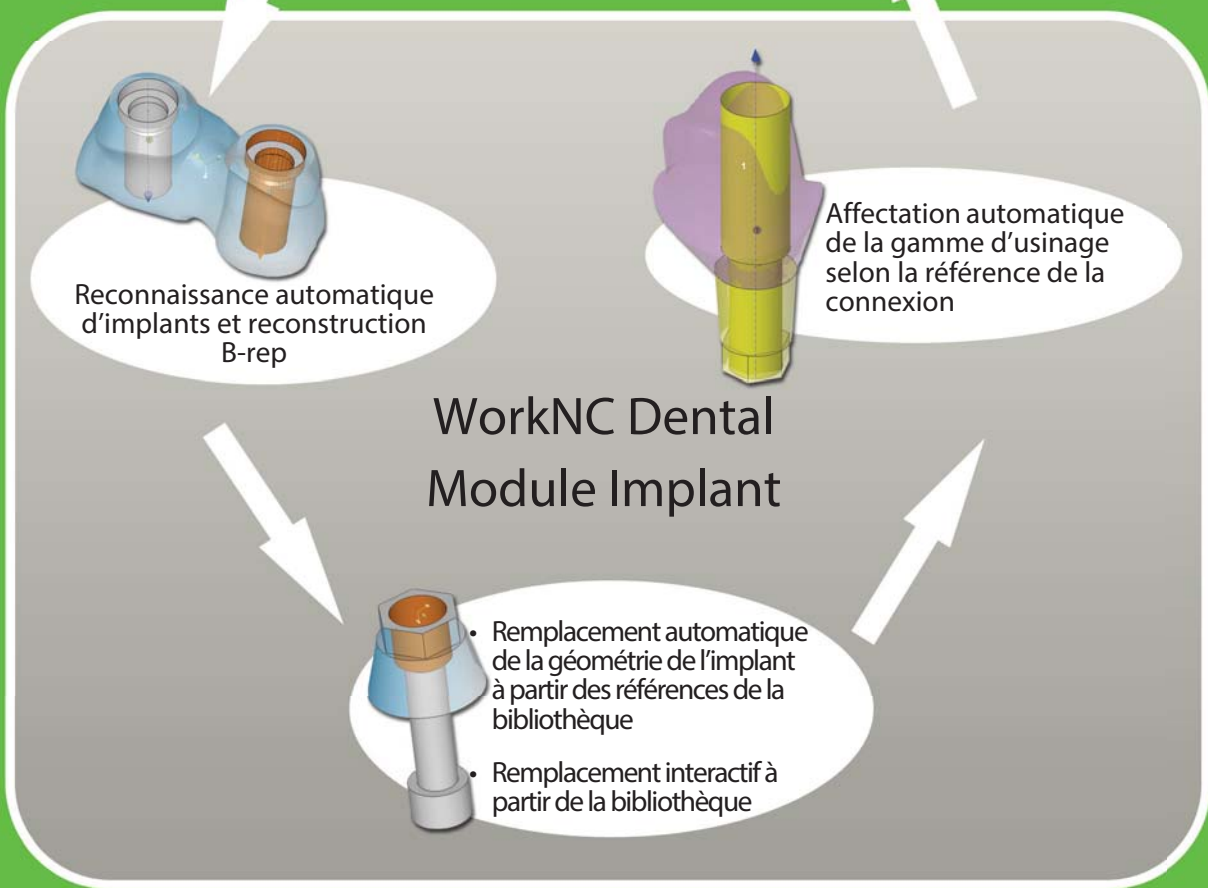 Reconnaissance automatique
d'implants et reconstruction
B-rep
Affectation automatique
de la gamme d'usinage
selon la référence de la
connexion
WorkNC Dental
Module Implant
• Remplacement automatique
de la géométrie de l'implant
à partir des références de la
bibliothèque
• Remplacement interactif à
partir de la bibliothèque